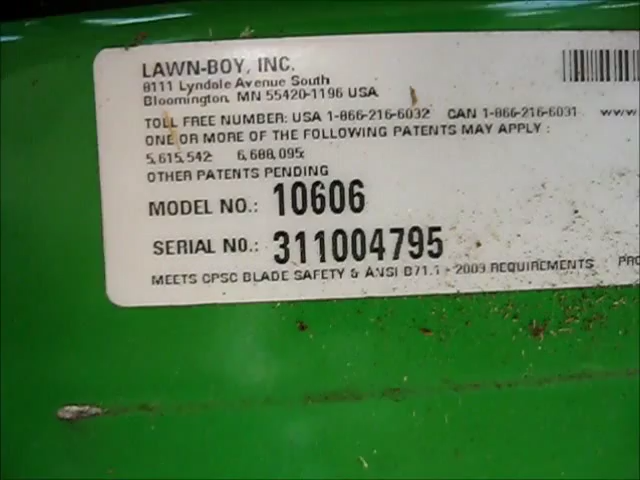 LAWN-BOY, INC.
8111 Lyndale Avenue South
Bloomington, MN 55420-1196 USA
TOLL FREE NUMBER: USA 1-866-216-6032 CAN 1-866-216-6031 www.
ONE OR MORE OF THE FOLLOWING PATENTS MAY APPLY :
5,615,542 6,688,095
OTHER PATENTS PENDING
MODEL NO.: 10606
SERIAL NO.: 311004795
MEETS CPSC BLADE SAFETY & ANSI B71.1 - 2003 REQUIREMENTS PRO